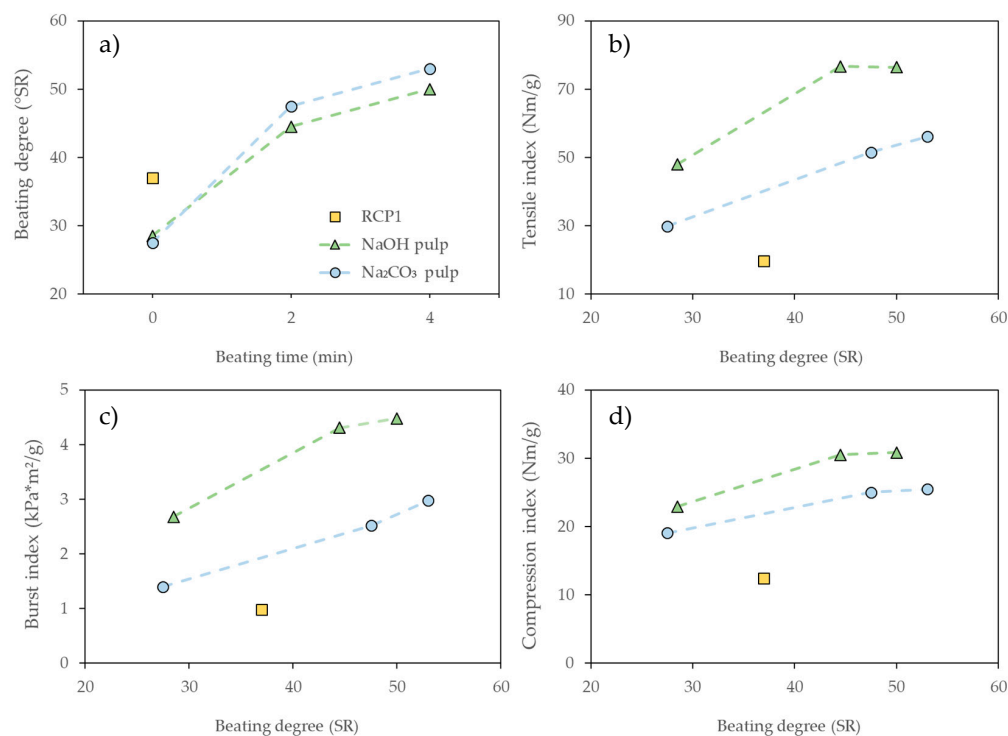 a)
Beating degree (°SR)
60
50
40
30
20
0
2
4
Beating time (min)
RCP1
NaOH pulp
Na₂CO₃ pulp
b)
Tensile index (Nm/g)
90
70
50
30
10
20
30
40
50
60
Beating degree (SR)
c)
Burst index (kPa*m²/g)
5
4
3
2
1
0
20
30
40
50
60
Beating degree (SR)
d)
Compression index (Nm/g)
40
30
20
10
0
20
30
40
50
60
Beating degree (SR)